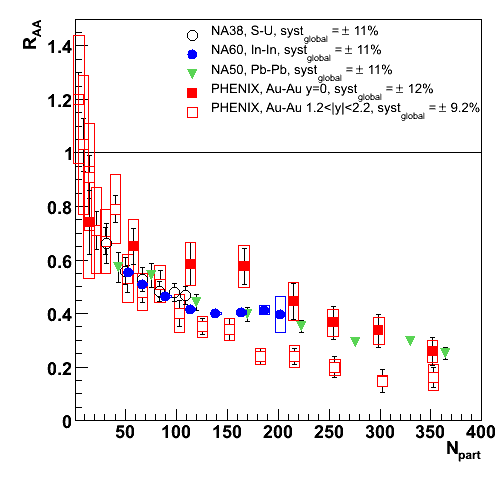 R_AA
1.4
1.2
1
0.8
0.6
0.4
0.2
0
NA38, S-U, syst_global = ± 11%
NA60, In-In, syst_global = ± 11%
NA50, Pb-Pb, syst_global = ± 11%
PHENIX, Au-Au y=0, syst_global = ± 12%
PHENIX, Au-Au 1.2<|y|<2.2, syst_global = ± 9.2%
50 100 150 200 250 300 350 400
N_part